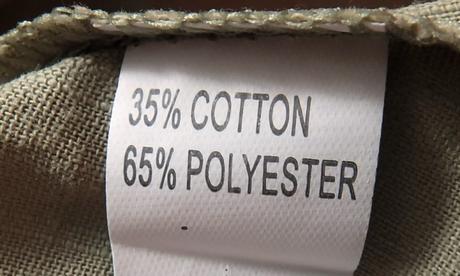 35% COTTON
65% POLYESTER